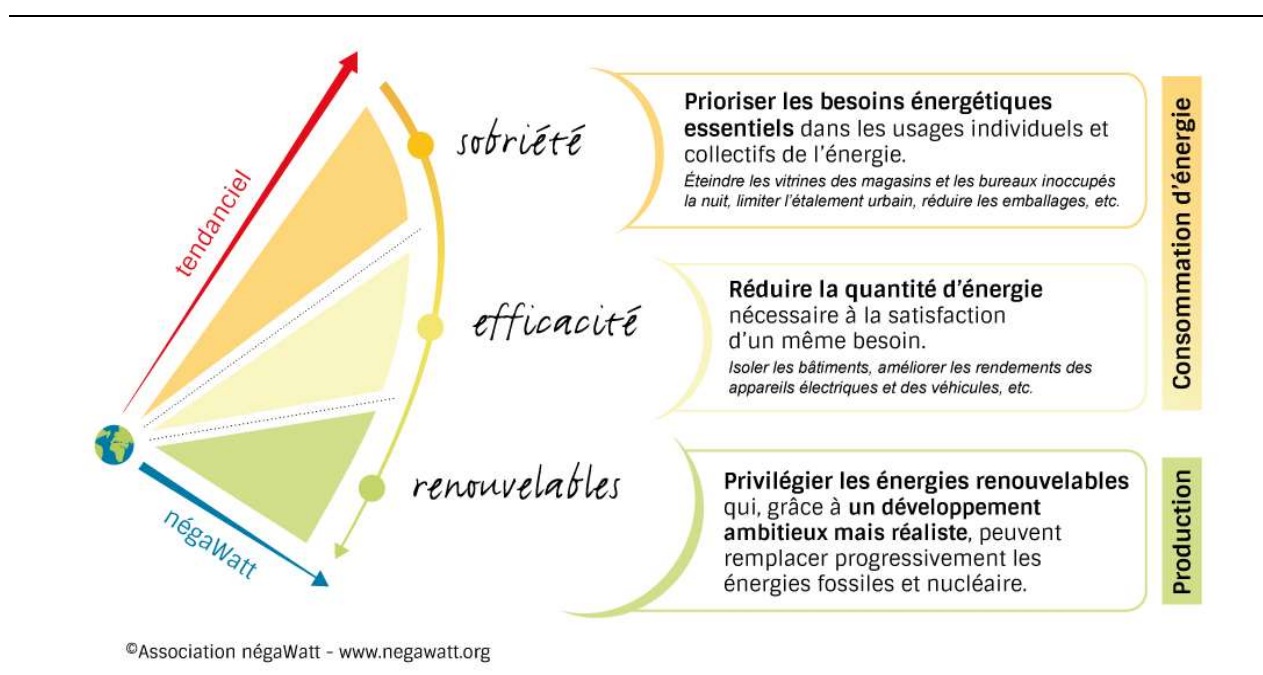 tendanciel
sobriété
Prioriser les besoins énergétiques
essentiels dans les usages individuels et
collectifs de l'énergie.
Éteindre les vitrines des magasins et les bureaux inoccupés
la nuit, limiter l'étalement urbain, réduire les emballages, etc.
efficacité
Réduire la quantité d'énergie
nécessaire à la satisfaction
d'un même besoin.
Isoler les bâtiments, améliorer les rendements des
appareils électriques et des véhicules, etc.
Consommation d'énergie
négaWatt
renouvelables
Privilégier les énergies renouvelables
qui, grâce à un développement
ambitieux mais réaliste, peuvent
remplacer progressivement les
énergies fossiles et nucléaire.
Production
©Association négaWatt - www.negawatt.org